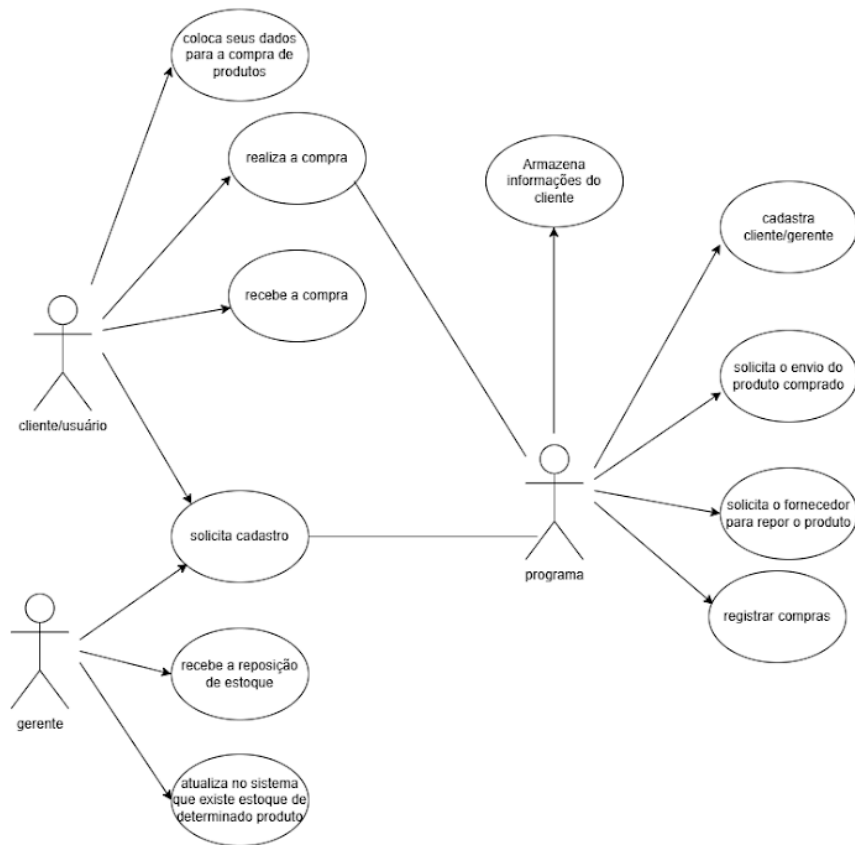 coloca seus dados
para a compra de
produtos
realiza a compra
recebe a compra
cliente/usuário
solicita cadastro
gerente
recebe a reposição
de estoque
atualiza no sistema
que existe estoque de
determinado produto
Armazena
informações do
cliente
programa
cadastra
cliente/gerente
solicita o envio do
produto comprado
solicita o fornecedor
para repor o produto
registrar compras